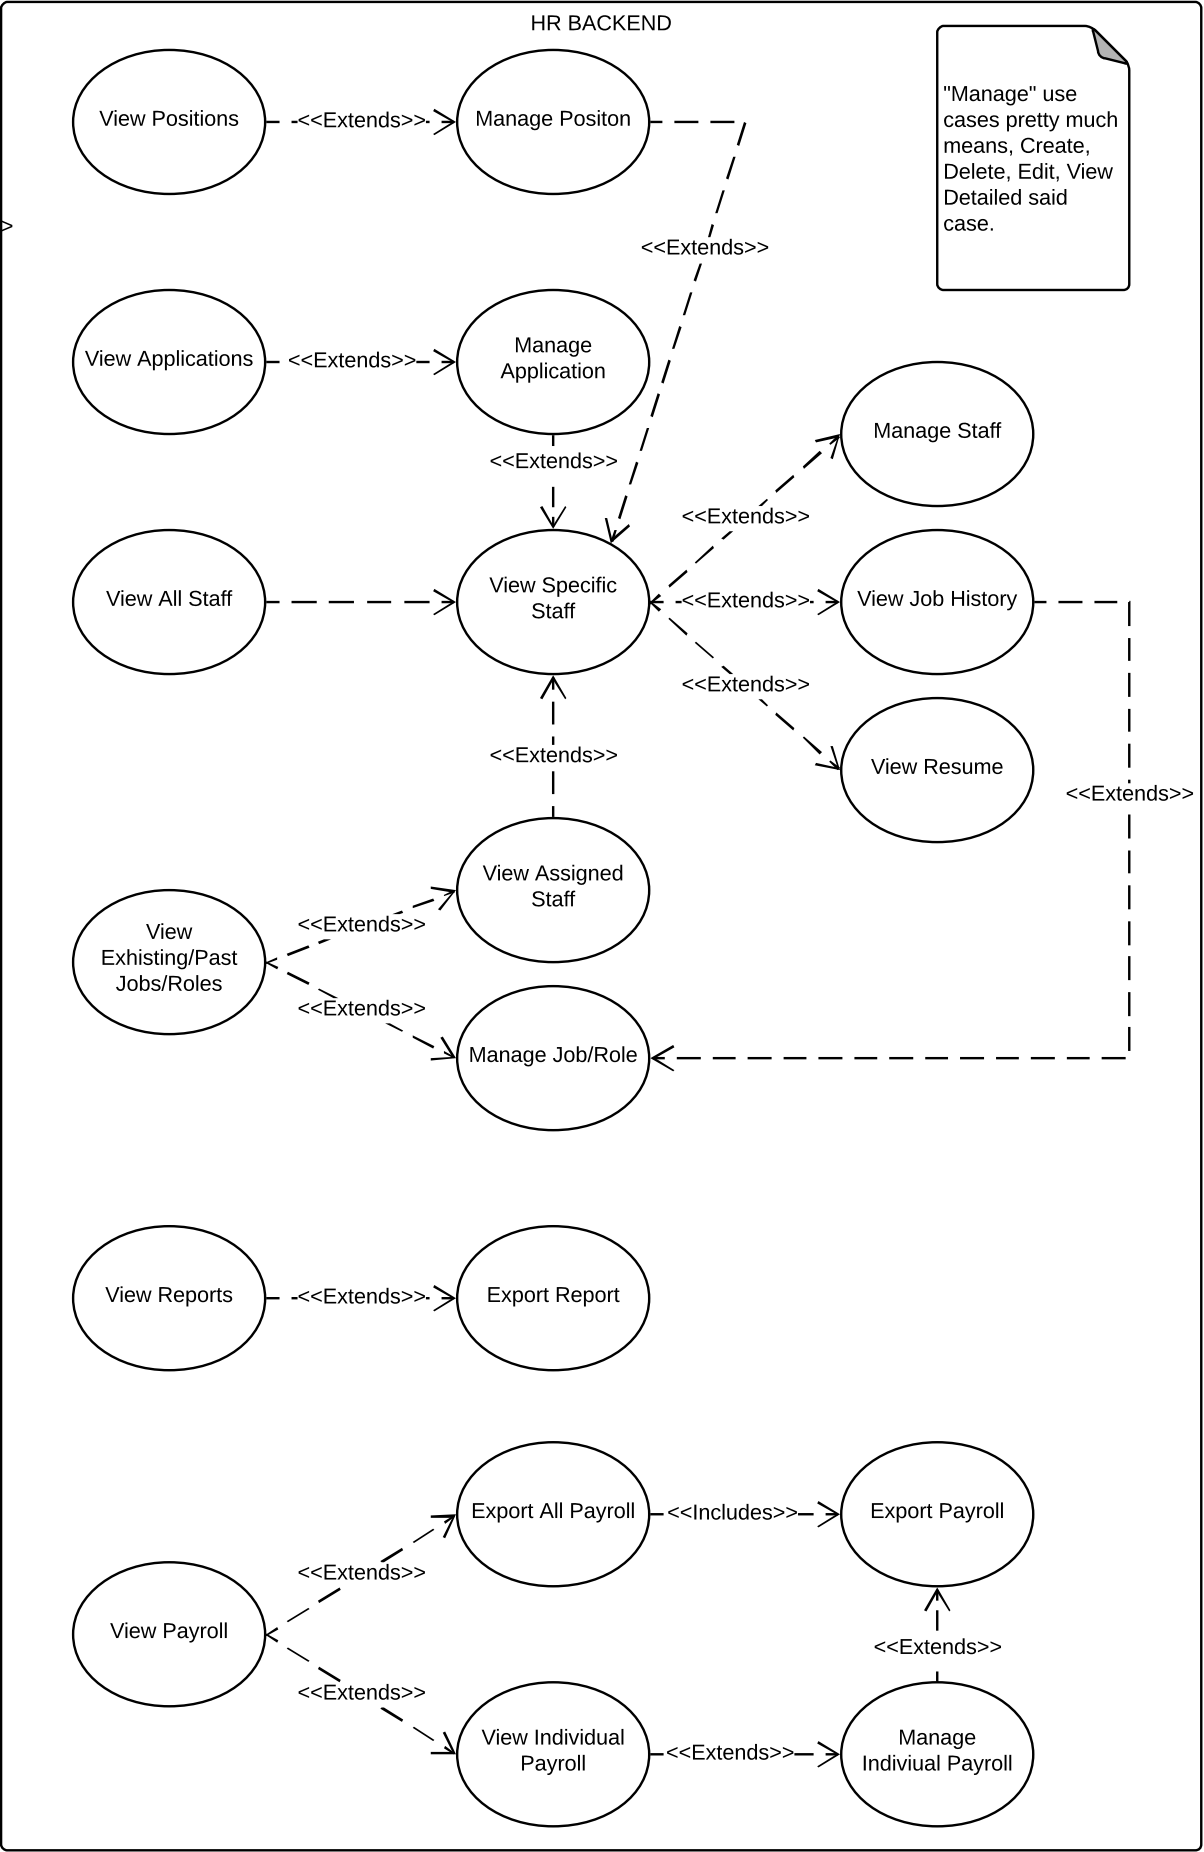 HR BACKEND
"Manage" use
cases pretty much
means, Create,
Delete, Edit, View
Detailed said
case.
View Positions
<<Extends>>
Manage Positon
<<Extends>>
>
View Applications
<<Extends>>
Manage
Application
<<Extends>>
Manage Staff
<<Extends>>
View All Staff
View Specific
Staff
<<Extends>>
View Job History
<<Extends>>
View Resume
<<Extends>>
<<Extends>>
View Assigned
Staff
<<Extends>>
View
Exhisting/Past
Jobs/Roles
<<Extends>>
Manage Job/Role
View Reports
<<Extends>>
Export Report
Export All Payroll
<<Includes>>
Export Payroll
<<Extends>>
View Payroll
<<Extends>>
<<Extends>>
View Individual
Payroll
<<Extends>>
Manage
Indiviual Payroll